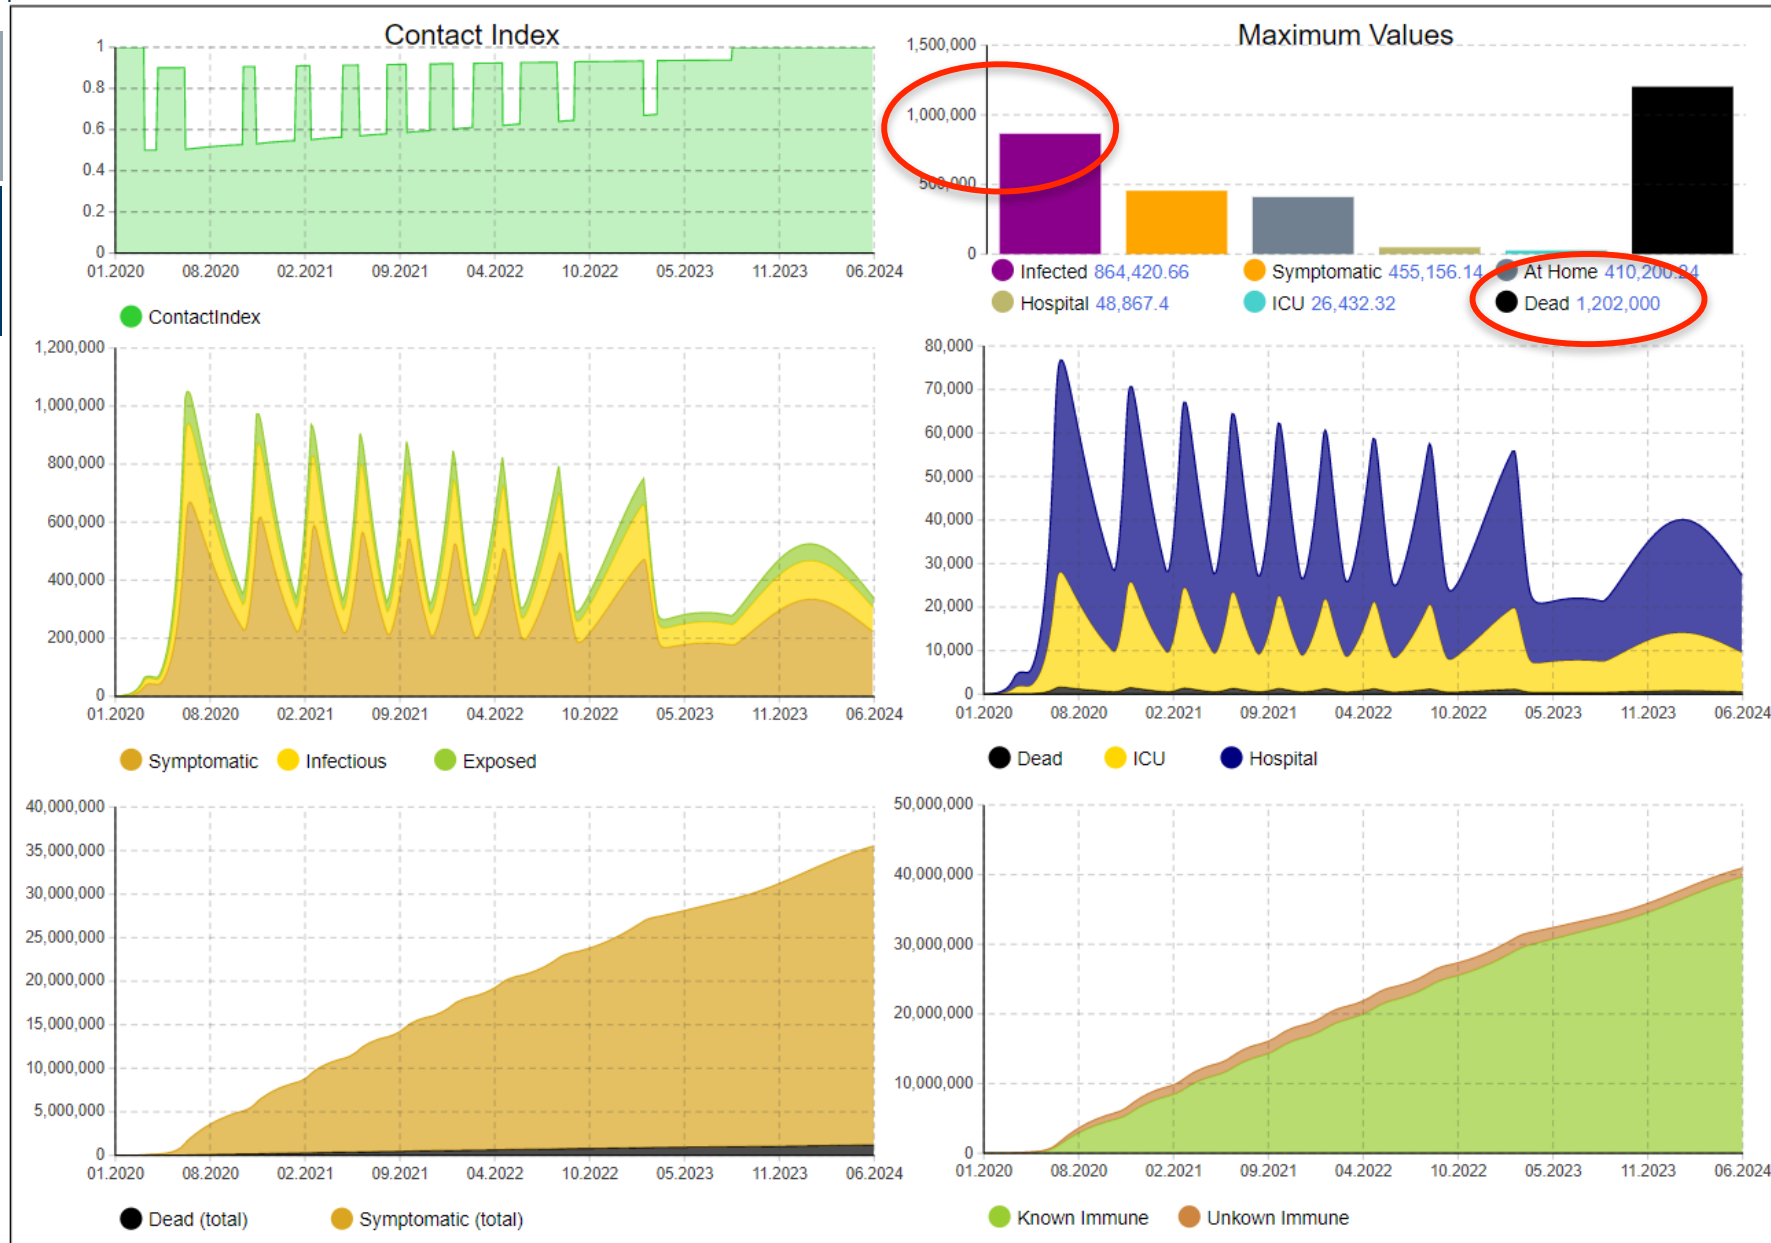 Contact Index
1
0.8
0.6
0.4
0.2
0
01.2020 08.2020 02.2021 09.2021 04.2022 10.2022 05.2023 11.2023 06.2024
ContactIndex
Maximum Values
1,500,000
1,000,000
500,000
0
Infected 864,420.66 Symptomatic 455,156.14 At Home 410,200.24
Hospital 48,867.4 ICU 26,432.32 Dead 1,202,000
1,200,000
1,000,000
800,000
600,000
400,000
200,000
0
01.2020 08.2020 02.2021 09.2021 04.2022 10.2022 05.2023 11.2023 06.2024
Symptomatic Infectious Exposed
80,000
70,000
60,000
50,000
40,000
30,000
20,000
10,000
0
01.2020 08.2020 02.2021 09.2021 04.2022 10.2022 05.2023 11.2023 06.2024
Dead ICU Hospital
40,000,000
35,000,000
30,000,000
25,000,000
20,000,000
15,000,000
10,000,000
5,000,000
0
01.2020 08.2020 02.2021 09.2021 04.2022 10.2022 05.2023 11.2023 06.2024
Dead (total) Symptomatic (total)
50,000,000
40,000,000
30,000,000
20,000,000
10,000,000
0
01.2020 08.2020 02.2021 09.2021 04.2022 10.2022 05.2023 11.2023 06.2024
Known Immune Unkown Immune